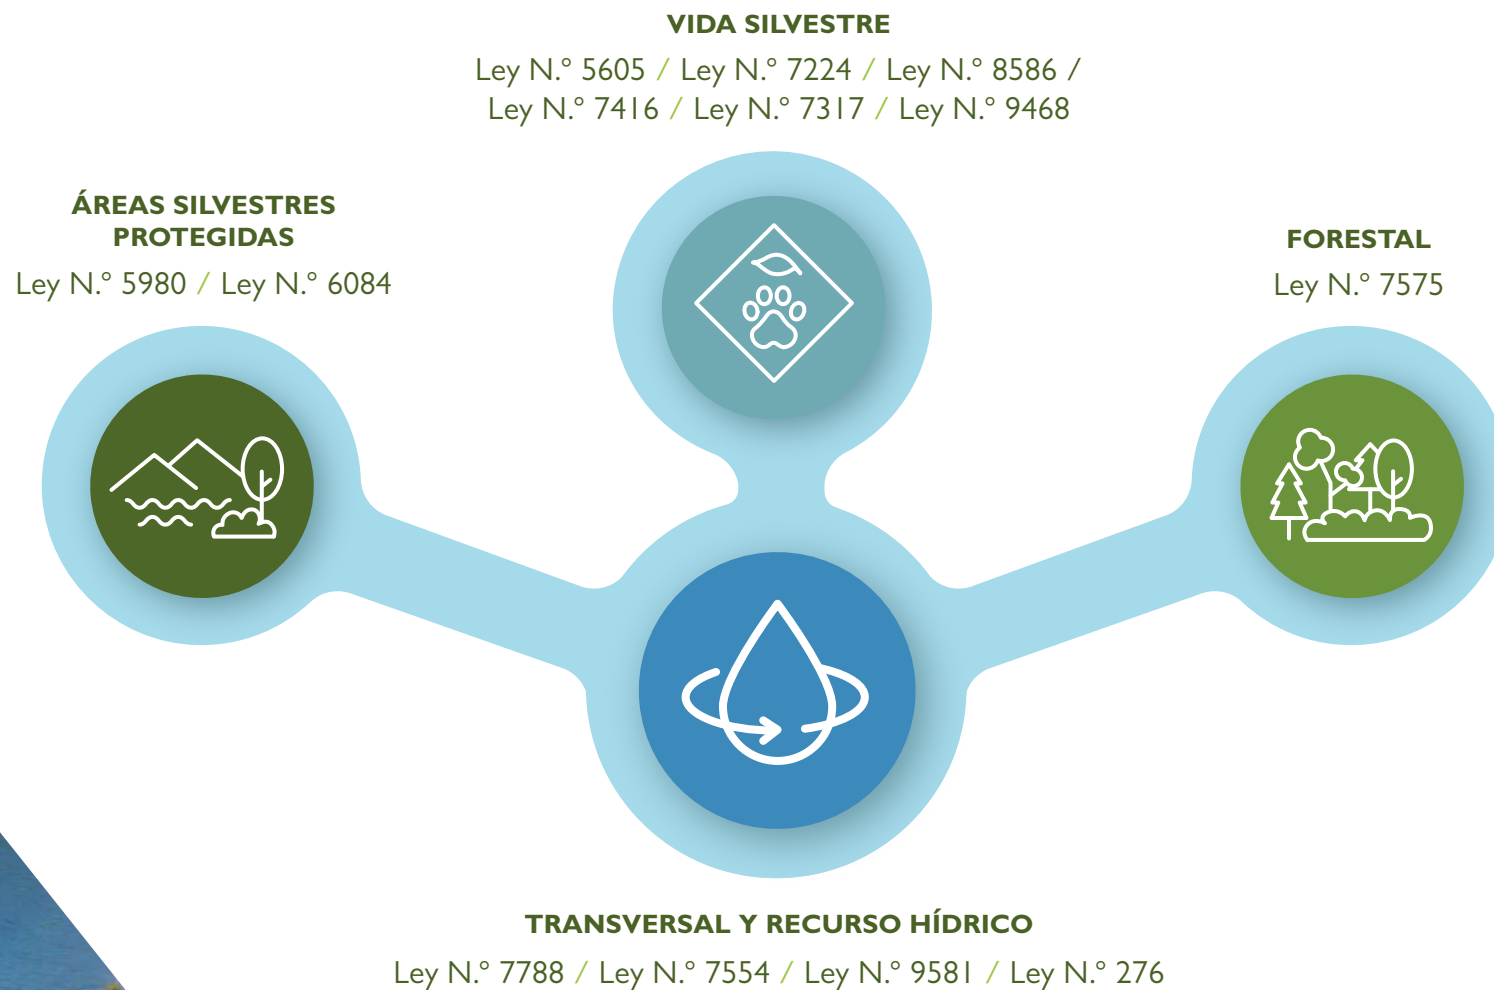 VIDA SILVESTRE
Ley N.° 5605 / Ley N.° 7224 / Ley N.° 8586 /
Ley N.° 7416 / Ley N.° 7317 / Ley N.° 9468
ÁREAS SILVESTRES
PROTEGIDAS
Ley N.° 5980 / Ley N.° 6084
FORESTAL
Ley N.° 7575
TRANSVERSAL Y RECURSO HÍDRICO
Ley N.° 7788 / Ley N.° 7554 / Ley N.° 9581 / Ley N.° 276